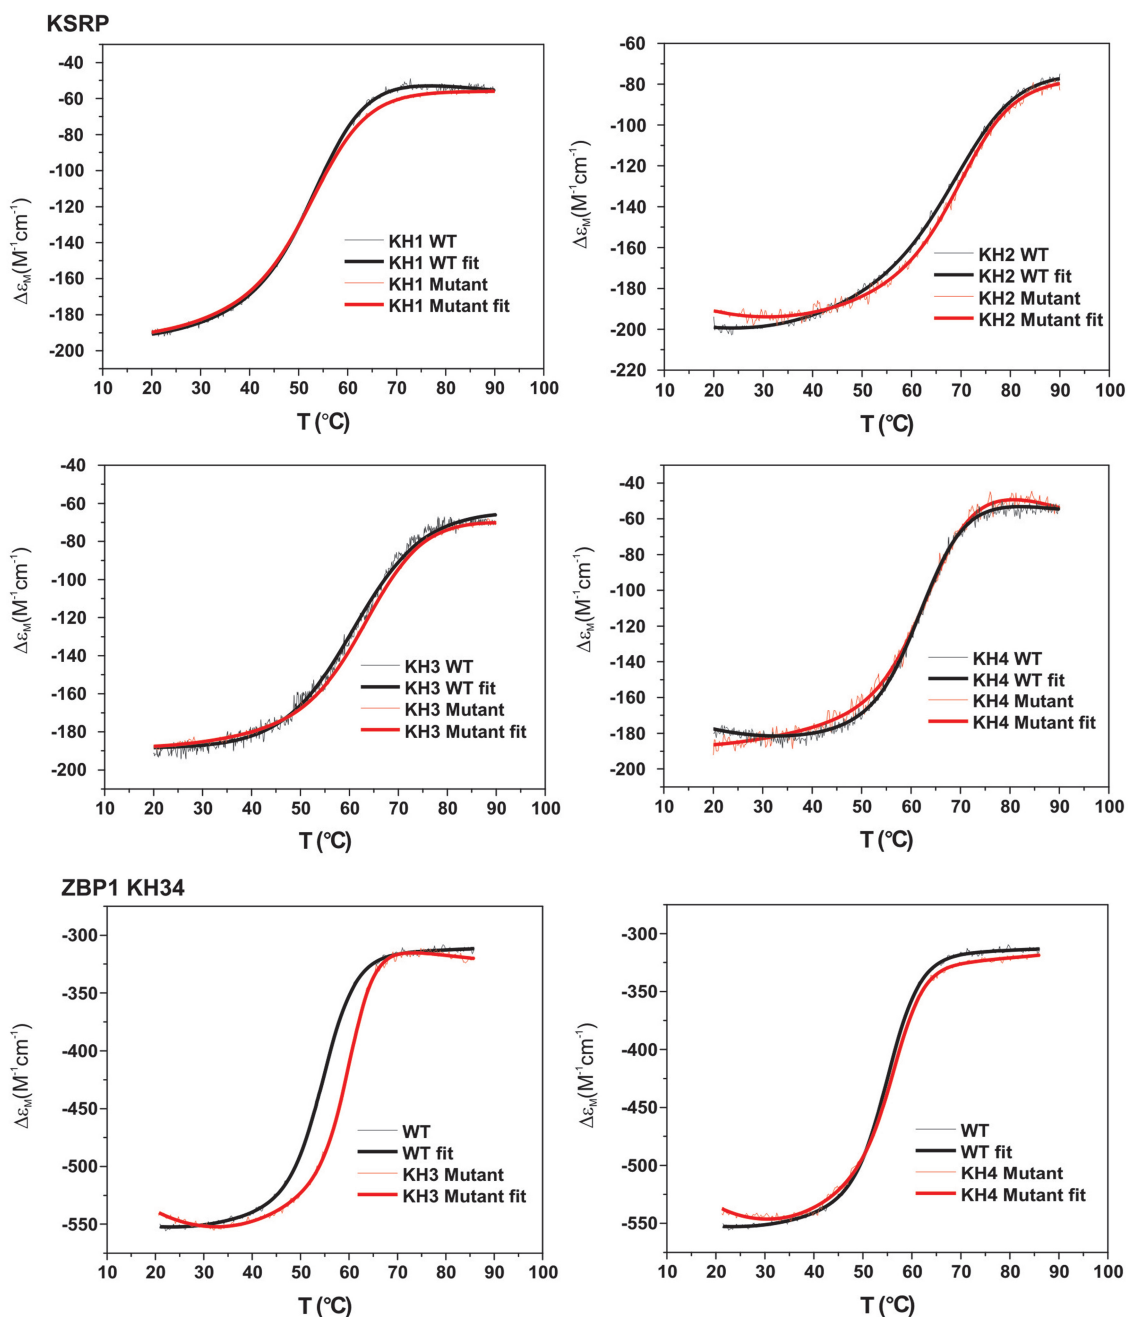 KSRP
-40
-60
-80
-100
-120
-140
-160
-180
-200
Δε_M(M⁻¹cm⁻¹)
KH1 WT
KH1 WT fit
KH1 Mutant
KH1 Mutant fit
10 20 30 40 50 60 70 80 90 100
T (°C)
-60
-80
-100
-120
-140
-160
-180
-200
-220
Δε_M(M⁻¹cm⁻¹)
KH2 WT
KH2 WT fit
KH2 Mutant
KH2 Mutant fit
10 20 30 40 50 60 70 80 90 100
T (°C)
-40
-60
-80
-100
-120
-140
-160
-180
-200
Δε_M(M⁻¹cm⁻¹)
KH3 WT
KH3 WT fit
KH3 Mutant
KH3 Mutant fit
10 20 30 40 50 60 70 80 90 100
T (°C)
-40
-60
-80
-100
-120
-140
-160
-180
-200
Δε_M(M⁻¹cm⁻¹)
KH4 WT
KH4 WT fit
KH4 Mutant
KH4 Mutant fit
10 20 30 40 50 60 70 80 90 100
T (°C)
ZBP1 KH34
-300
-350
-400
-450
-500
-550
Δε_M(M⁻¹cm⁻¹)
WT
WT fit
KH3 Mutant
KH3 Mutant fit
10 20 30 40 50 60 70 80 90 100
T (°C)
-300
-350
-400
-450
-500
-550
Δε_M(M⁻¹cm⁻¹)
WT
WT fit
KH4 Mutant
KH4 Mutant fit
10 20 30 40 50 60 70 80 90 100
T (°C)